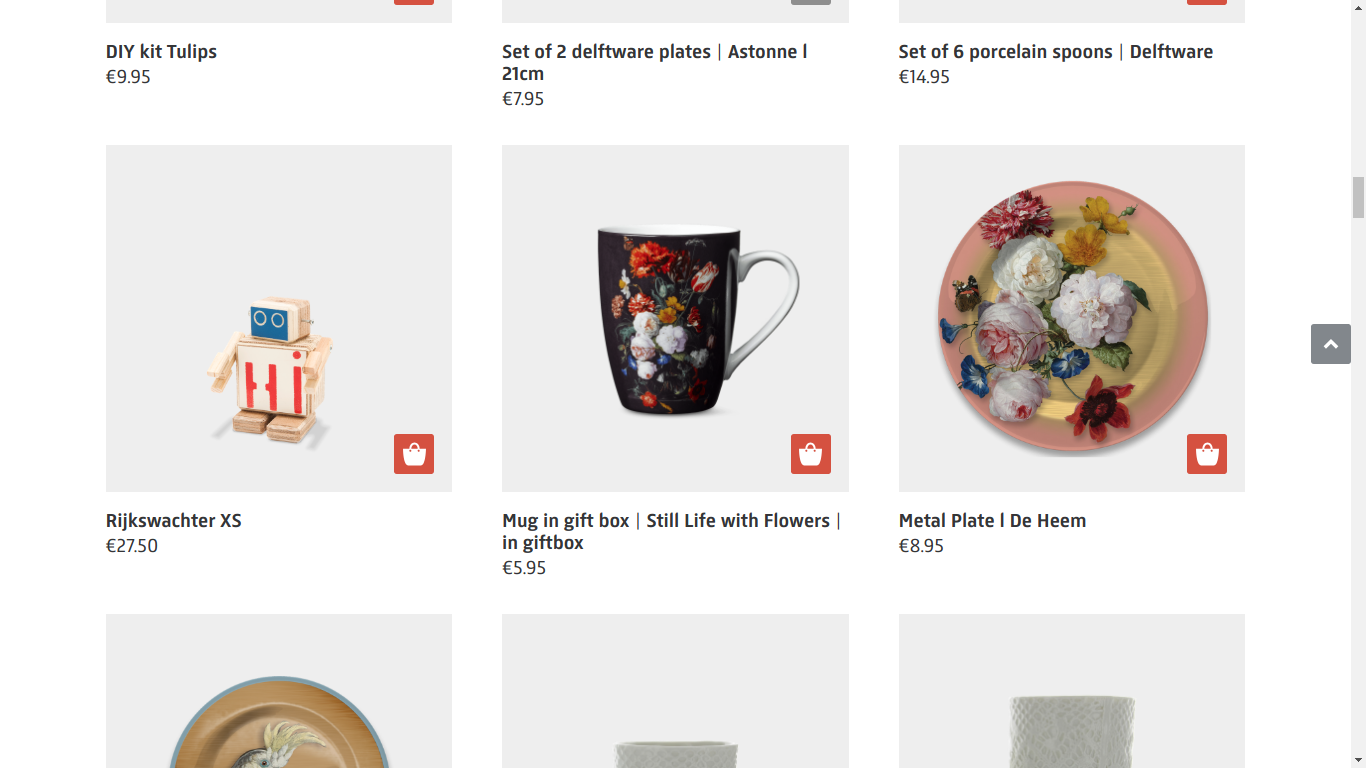 DIY kit Tulips
€9.95
Set of 2 delftware plates | Astonne l
21cm
€7.95
Set of 6 porcelain spoons | Delftware
€14.95
HI
Rijkswachter XS
€27.50
Mug in gift box | Still Life with Flowers |
in giftbox
€5.95
Metal Plate l De Heem
€8.95